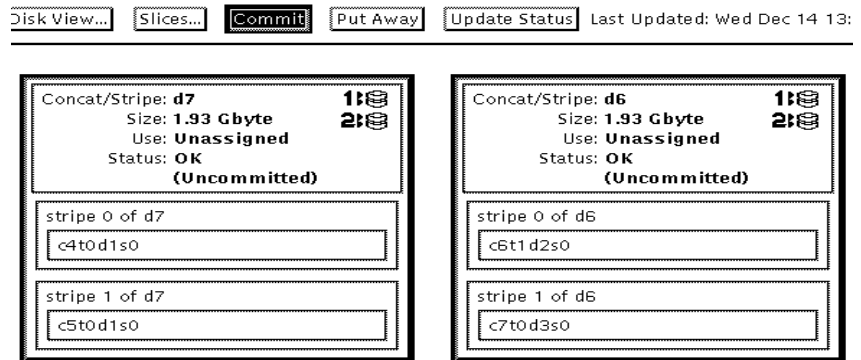 Disk View... Slices... Commit Put Away Update Status Last Updated: Wed Dec 14 13:
Concat/Stripe: d7 1:
Size: 1.93 Gbyte 2:
Use: Unassigned
Status: OK
(Uncommitted)
stripe 0 of d7
c4t0d1s0
stripe 1 of d7
c5t0d1s0
Concat/Stripe: d6 1:
Size: 1.93 Gbyte 2:
Use: Unassigned
Status: OK
(Uncommitted)
stripe 0 of d6
c6t1d2s0
stripe 1 of d6
c7t0d3s0